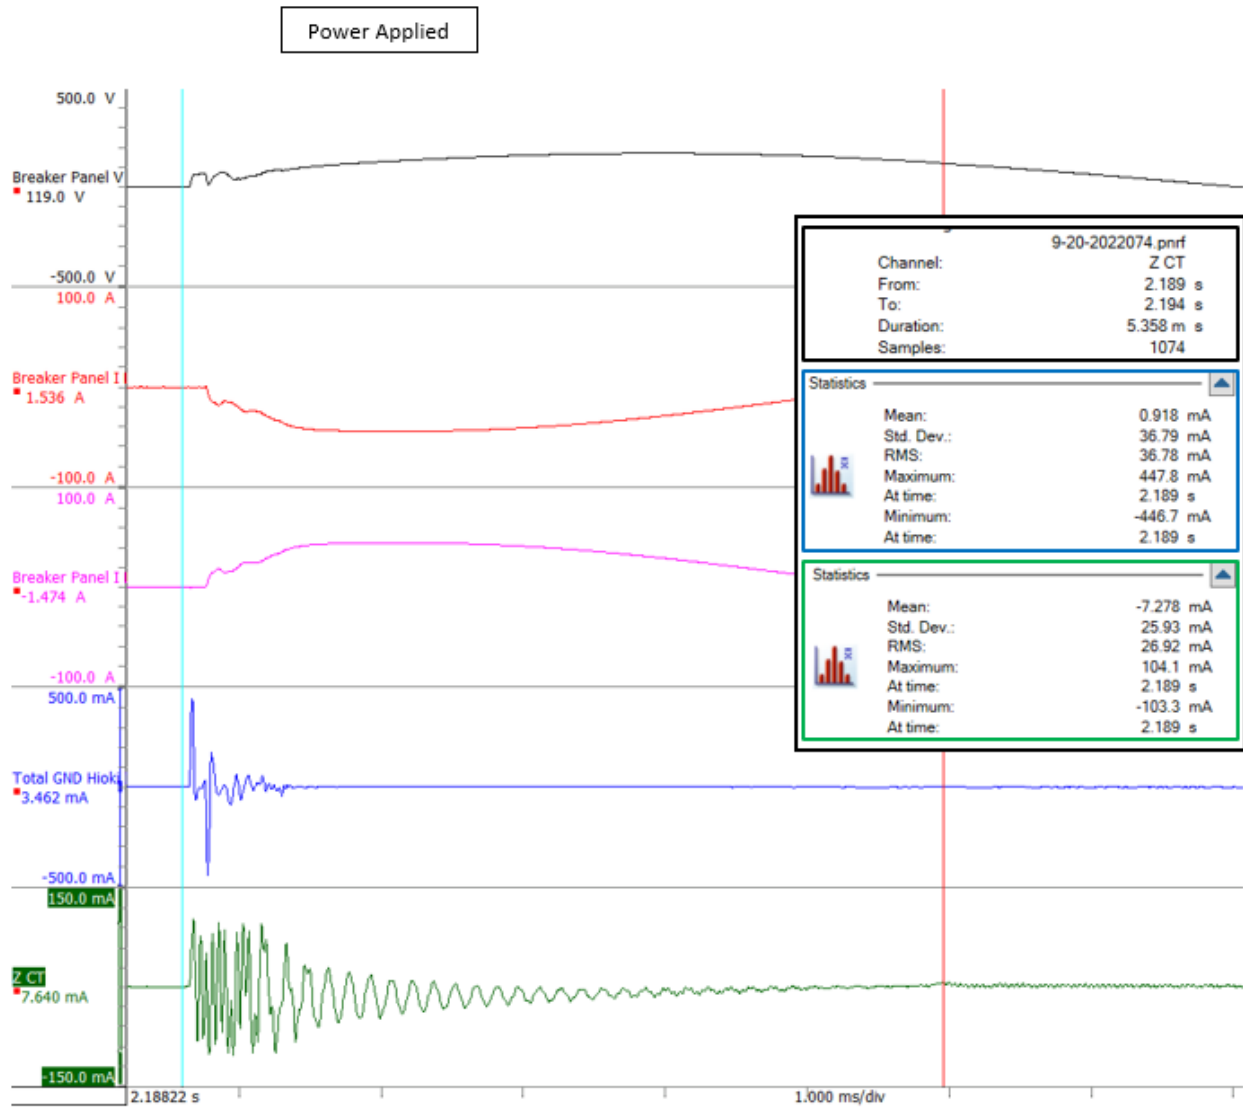 Power Applied
500.0 V
Breaker Panel V
119.0 V
-500.0 V
100.0 A
Breaker Panel I
1.536 A
-100.0 A
100.0 A
Breaker Panel I
-1.474 A
-100.0 A
500.0 mA
Total GND Hioki
3.462 mA
-500.0 mA
150.0 mA
Z CT
7.640 mA
-150.0 mA
2.18822 s
1.000 ms/div
9-20-2022074.pnrf
Channel: Z CT
From: 2.189 s
To: 2.194 s
Duration: 5.358 m s
Samples: 1074
Statistics
Mean: 0.918 mA
Std. Dev.: 36.79 mA
RMS: 36.78 mA
Maximum: 447.8 mA
At time: 2.189 s
Minimum: -446.7 mA
At time: 2.189 s
Statistics
Mean: -7.278 mA
Std. Dev.: 25.93 mA
RMS: 26.92 mA
Maximum: 104.1 mA
At time: 2.189 s
Minimum: -103.3 mA
At time: 2.189 s